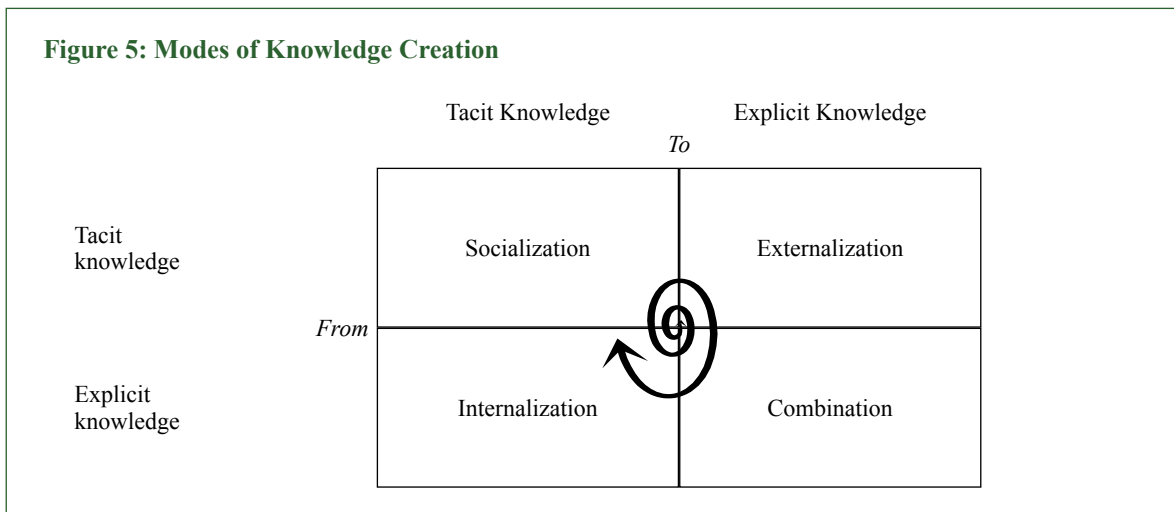 Figure 5: Modes of Knowledge Creation
Tacit Knowledge Explicit Knowledge
To
Tacit
knowledge
Socialization Externalization
From
Explicit
knowledge
Internalization Combination